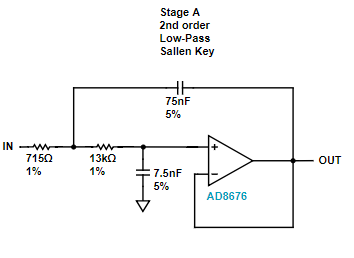 Stage A
2nd order
Low-Pass
Sallen Key
75nF
5%
IN
OUT
715Ω
1%
13kΩ
1%
7.5nF
5%
+
−
AD8676